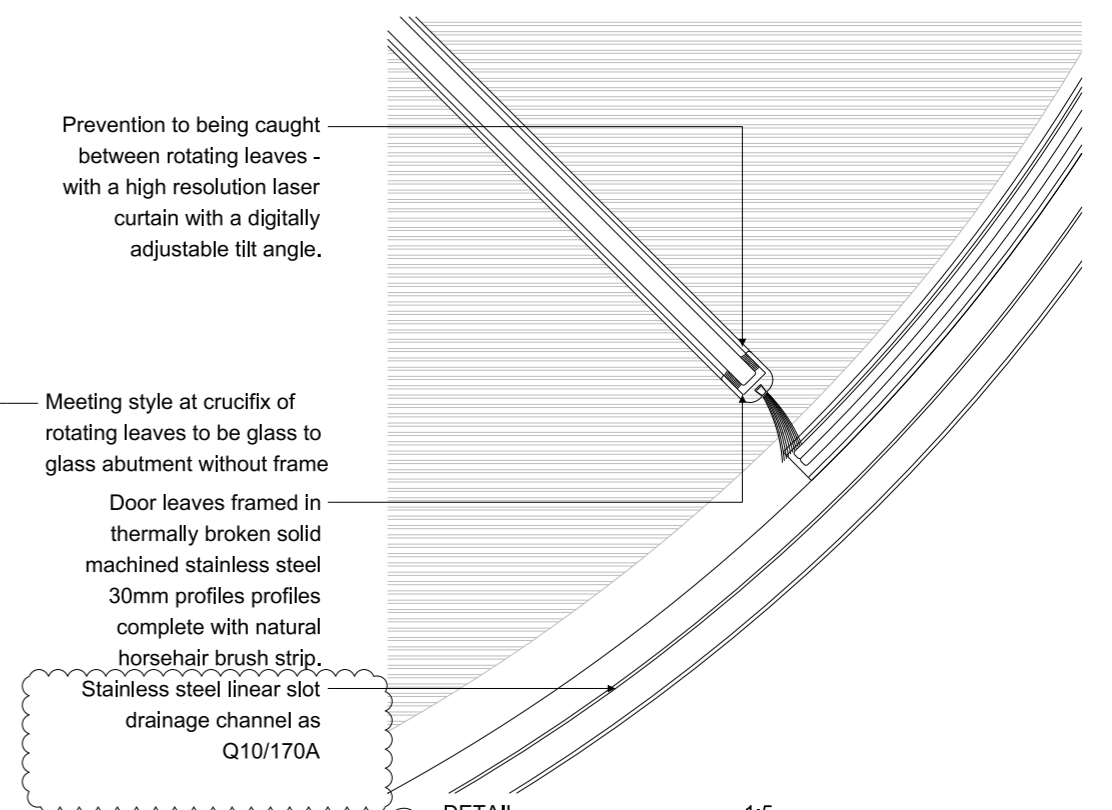 Prevention to being caught
between rotating leaves -
with a high resolution laser
curtain with a digitally
adjustable tilt angle.
Meeting style at crucifix of
rotating leaves to be glass to
glass abutment without frame
Door leaves framed in
thermally broken solid
machined stainless steel
30mm profiles profiles
complete with natural
horsehair brush strip.
Stainless steel linear slot
drainage channel as
Q10/170A
DETAIL 1:5